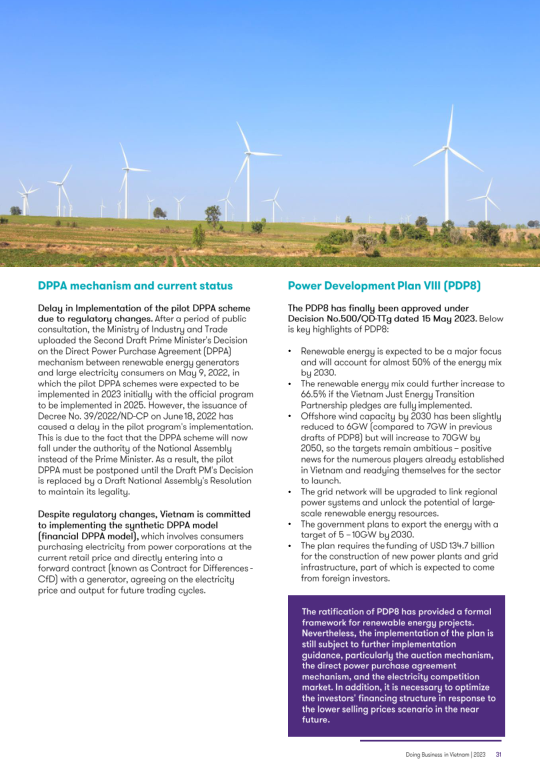 DPPA mechanism and current status
Delay in Implementation of the pilot DPPA scheme
due to regulatory changes. After a period of public
consultation, the Ministry of Industry and Trade
uploaded the Second Draft Prime Minister's Decision
on the Direct Power Purchase Agreement (DPPA)
mechanism between renewable energy generators
and large electricity consumers on May 9, 2022, in
which the pilot DPPA schemes were expected to be
implemented in 2023 initially with the official program
to be implemented in 2025. However, the issuance of
Decree No. 39/2022/ND-CP on June 18, 2022 has
caused a delay in the pilot program's implementation.
This is due to the fact that the DPPA scheme will now
fall under the authority of the National Assembly
instead of the Prime Minister. As a result, the pilot
DPPA must be postponed until the Draft PM's Decision
is replaced by a Draft National Assembly's Resolution
to maintain its legality.
Despite regulatory changes, Vietnam is committed
to implementing the synthetic DPPA model
(financial DPPA model), which involves consumers
purchasing electricity from power corporations at the
current retail price and directly entering into a
forward contract (known as Contract for Differences -
CfD) with a generator, agreeing on the electricity
price and output for future trading cycles.
Power Development Plan VIII (PDP8)
The PDP8 has finally been approved under
Decision No.500/QD-TTg dated 15 May 2023. Below
is key highlights of PDP8:
• Renewable energy is expected to be a major focus
and will account for almost 50% of the energy mix
by 2030.
• The renewable energy mix could further increase to
66.5% if the Vietnam Just Energy Transition
Partnership pledges are fully implemented.
• Offshore wind capacity by 2030 has been slightly
reduced to 6GW (compared to 7GW in previous
drafts of PDP8) but will increase to 70GW by
2050, so the targets remain ambitious – positive
news for the numerous players already established
in Vietnam and readying themselves for the sector
to launch.
• The grid network will be upgraded to link regional
power systems and unlock the potential of large-
scale renewable energy resources.
• The government plans to export the energy with a
target of 5 – 10GW by 2030.
• The plan requires the funding of USD 134.7 billion
for the construction of new power plants and grid
infrastructure, part of which is expected to come
from foreign investors.
The ratification of PDP8 has provided a formal
framework for renewable energy projects.
Nevertheless, the implementation of the plan is
still subject to further implementation
guidance, particularly the auction mechanism,
the direct power purchase agreement
mechanism, and the electricity competition
market. In addition, it is necessary to optimize
the investors' financing structure in response to
the lower selling prices scenario in the near
future.
Doing Business in Vietnam | 2023 31